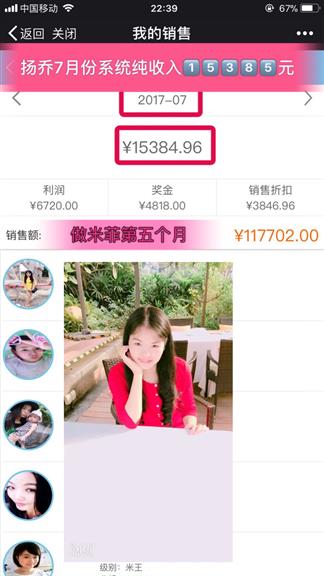 中国移动 22:39 83%
返回 关闭 我的销售
扬乔7月份系统纯收入15385元
2017-07
¥15384.96
利润 奖金 销售折扣
¥6720.00 ¥4818.00 ¥3846.96
销售额: 做米菲第五个月 ¥117702.00
级别：米王